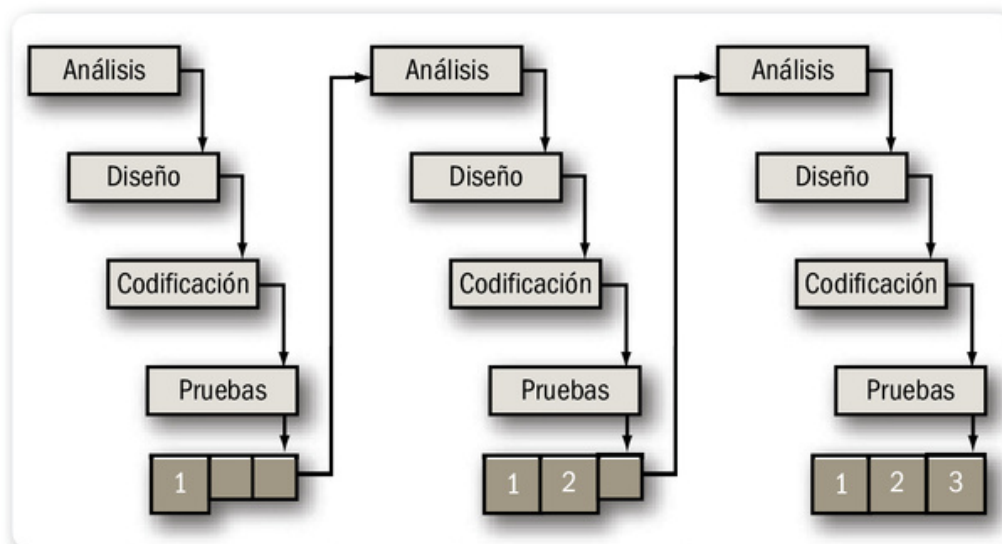 Análisis
Diseño
Codificación
Pruebas
1
Análisis
Diseño
Codificación
Pruebas
1 2
Análisis
Diseño
Codificación
Pruebas
1 2 3